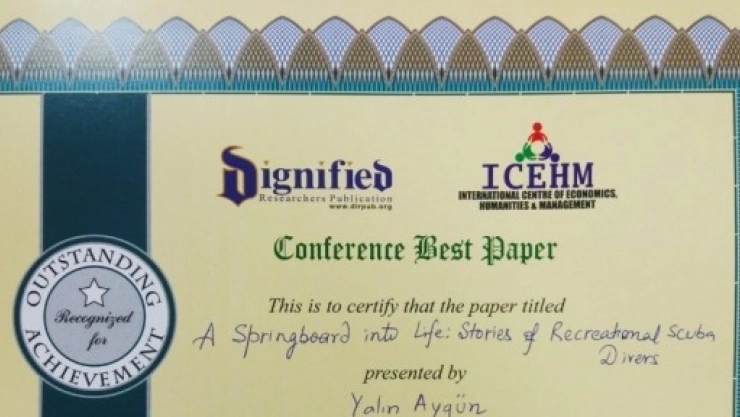 Dignified
Researchers Publication
www.dirpub.org
ICEHM
INTERNATIONAL CENTRE OF ECONOMICS,
HUMANITIES & MANAGEMENT
Conference Best Paper
OUTSTANDING
Recognized
for
ACHIEVEMENT
This is to certify that the paper titled
A Springboard into Life: Stories of Recreational Scuba
Divers
presented by
Yalın Aygün